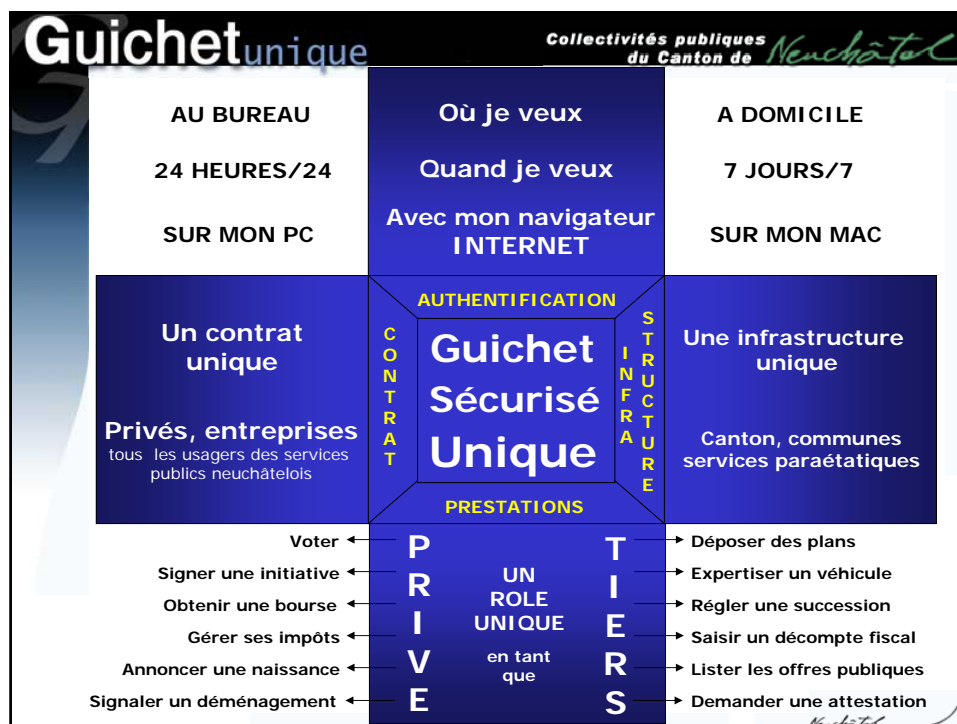 Guichet unique
Collectivités publiques
du Canton de Neuchâtel
AU BUREAU
Où je veux
A DOMICILE
24 HEURES/24
Quand je veux
7 JOURS/7
SUR MON PC
Avec mon navigateur
INTERNET
SUR MON MAC
AUTHENTIFICATION
Un contrat
unique
Privés, entreprises
tous les usagers des services
publics neuchâtelois
CONTRAT
Guichet
Sécurisé
Unique
INFRA
STRUCTURE
Une infrastructure
unique
Canton, communes
services paraétatiques
PRESTATIONS
Voter
Signer une initiative
Obtenir une bourse
Gérer ses impôts
Annoncer une naissance
Signaler un déménagement
PRIVE
UN
ROLE
UNIQUE
en tant
que
TIERS
Déposer des plans
Expertiser un véhicule
Régler une succession
Saisir un décompte fiscal
Lister les offres publiques
Demander une attestation
Neuchâtel